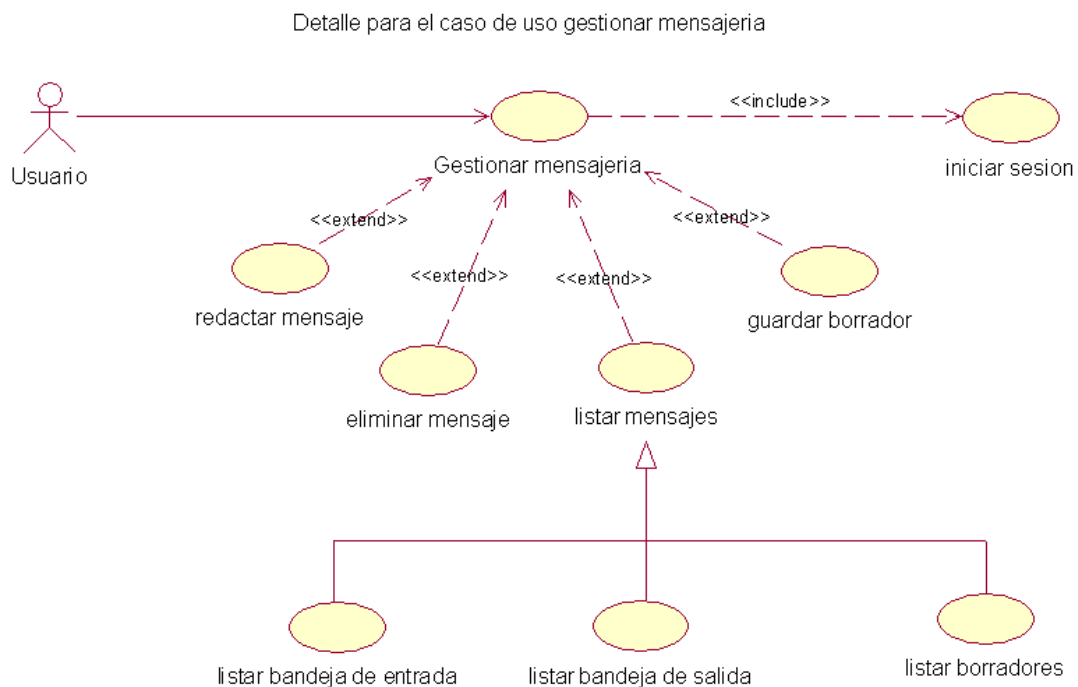 Detalle para el caso de uso gestionar mensajeria
<<include>>
Usuario
Gestionar mensajeria
iniciar sesion
<<extend>>
<<extend>>
<<extend>>
<<extend>>
redactar mensaje
guardar borrador
eliminar mensaje
listar mensajes
listar bandeja de entrada
listar bandeja de salida
listar borradores